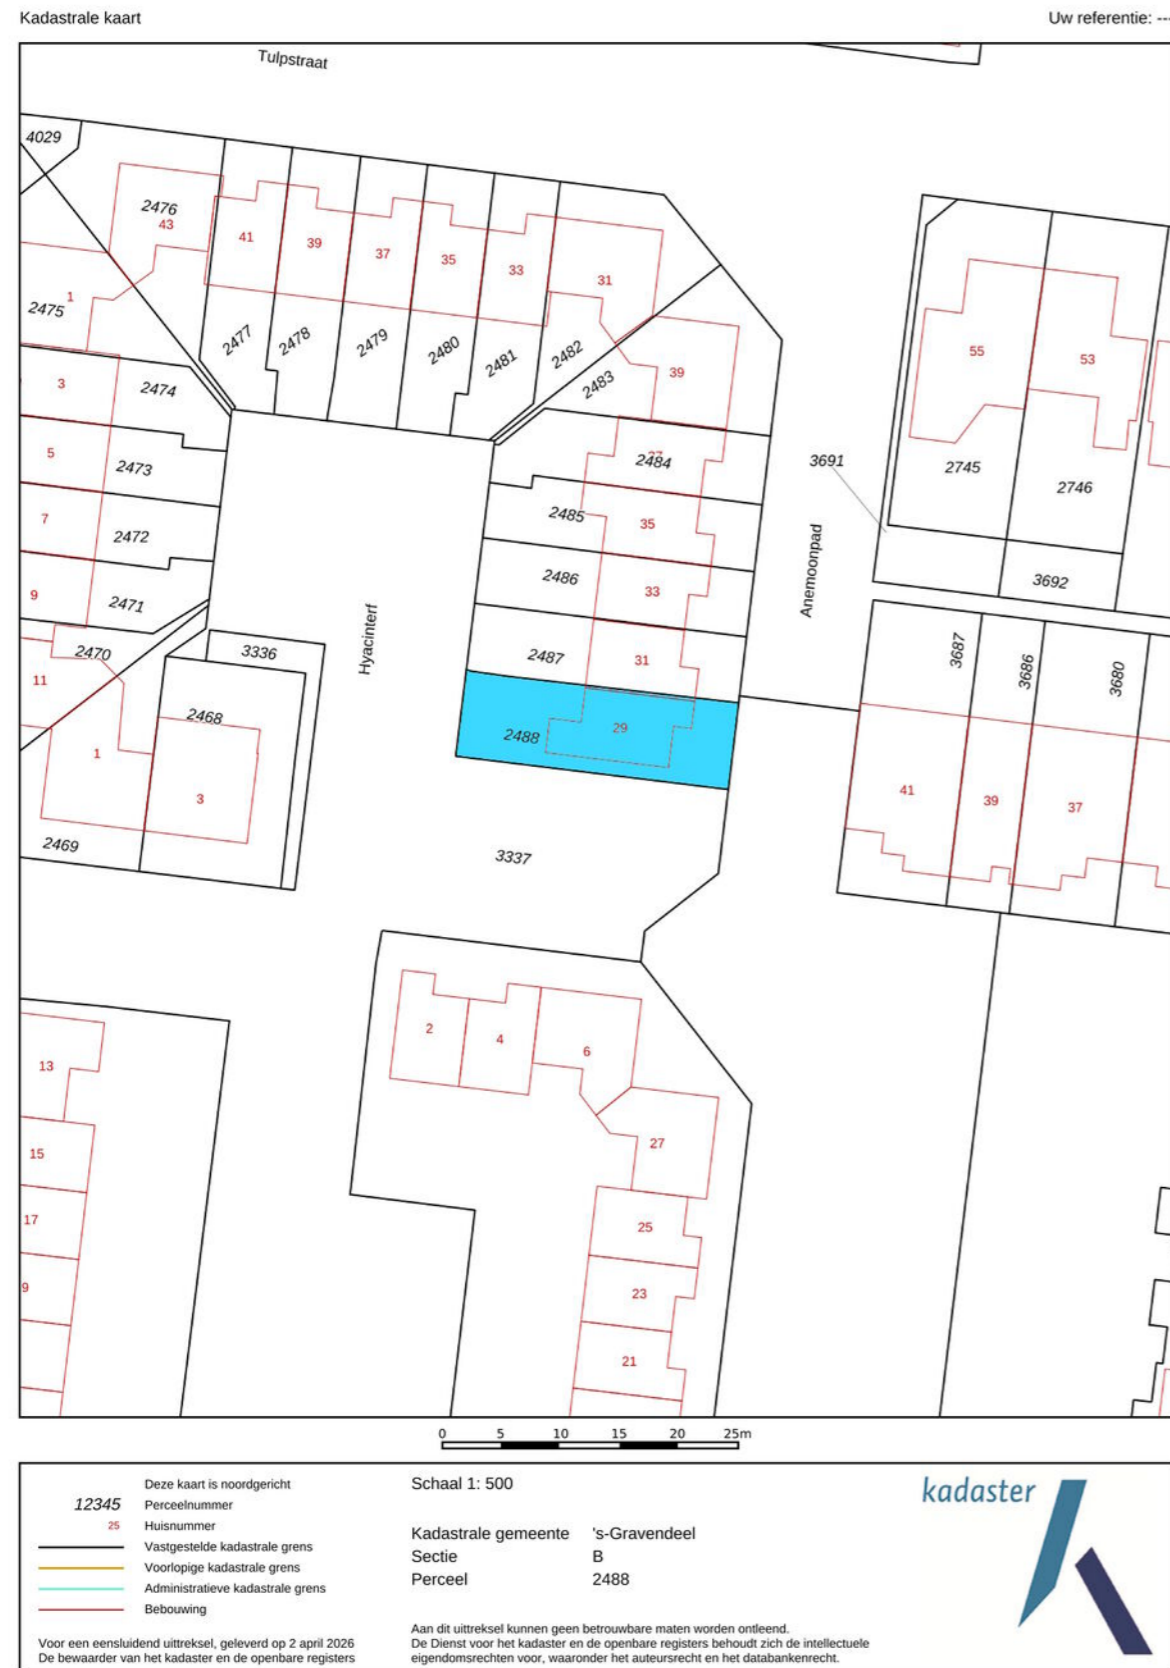 Kadastrale kaart
Uw referentie: ---
Tulpstraat
4029
2476
43
41
39
37
35
33
31
2475
1
2477
2478
2479
2480
2481
2482
2483
39
55
53
3
2474
5
2473
2484
3691
2745
2746
7
2472
2485
35
9
2471
2486
33
Anemoonpad
3692
Hyacinterf
2470
3336
2487
31
3687
3686
3680
11
2468
2488
29
1
3
41
39
37
2469
3337
2
4
6
13
27
15
17
25
9
23
21
0 5 10 15 20 25m
Deze kaart is noordgericht
12345 Perceelnummer
25 Huisnummer
Vastgestelde kadastrale grens
Voorlopige kadastrale grens
Administratieve kadastrale grens
Bebouwing
Voor een eensluidend uittreksel, geleverd op 2 april 2026
De bewaarder van het kadaster en de openbare registers
Schaal 1: 500
Kadastrale gemeente 's-Gravendeel
Sectie B
Perceel 2488
Aan dit uittreksel kunnen geen betrouwbare maten worden ontleend.
De Dienst voor het kadaster en de openbare registers behoudt zich de intellectuele
eigendomsrechten voor, waaronder het auteursrecht en het databankenrecht.
kadaster